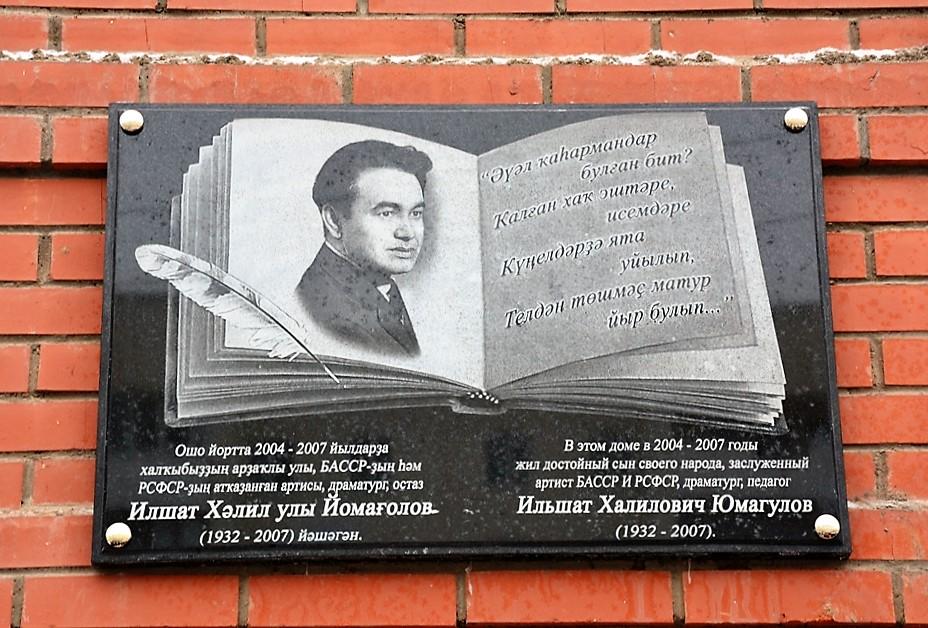 “Әүәл ҡаһармандар
булған бит?
Ҡалған хаҡ эштәре,
исемдәре
Күңелдәрҙә ята
уйылып,
Телдән төшмәҫ матур
йыр булып...”
Ошо йортта 2004 - 2007 йылдарҙа
халҡыбыҙҙың арҙаҡлы улы, БАССР-ҙың һәм
РСФСР-ҙың атҡаҙанған артисы, драматург, остаз
Илшат Хәлил улы Йомағолов
(1932 - 2007) йәшәгән.
В этом доме в 2004 - 2007 годы
жил достойный сын своего народа, заслуженный
артист БАССР И РСФСР, драматург, педагог
Ильшат Халилович Юмагулов
(1932 - 2007).